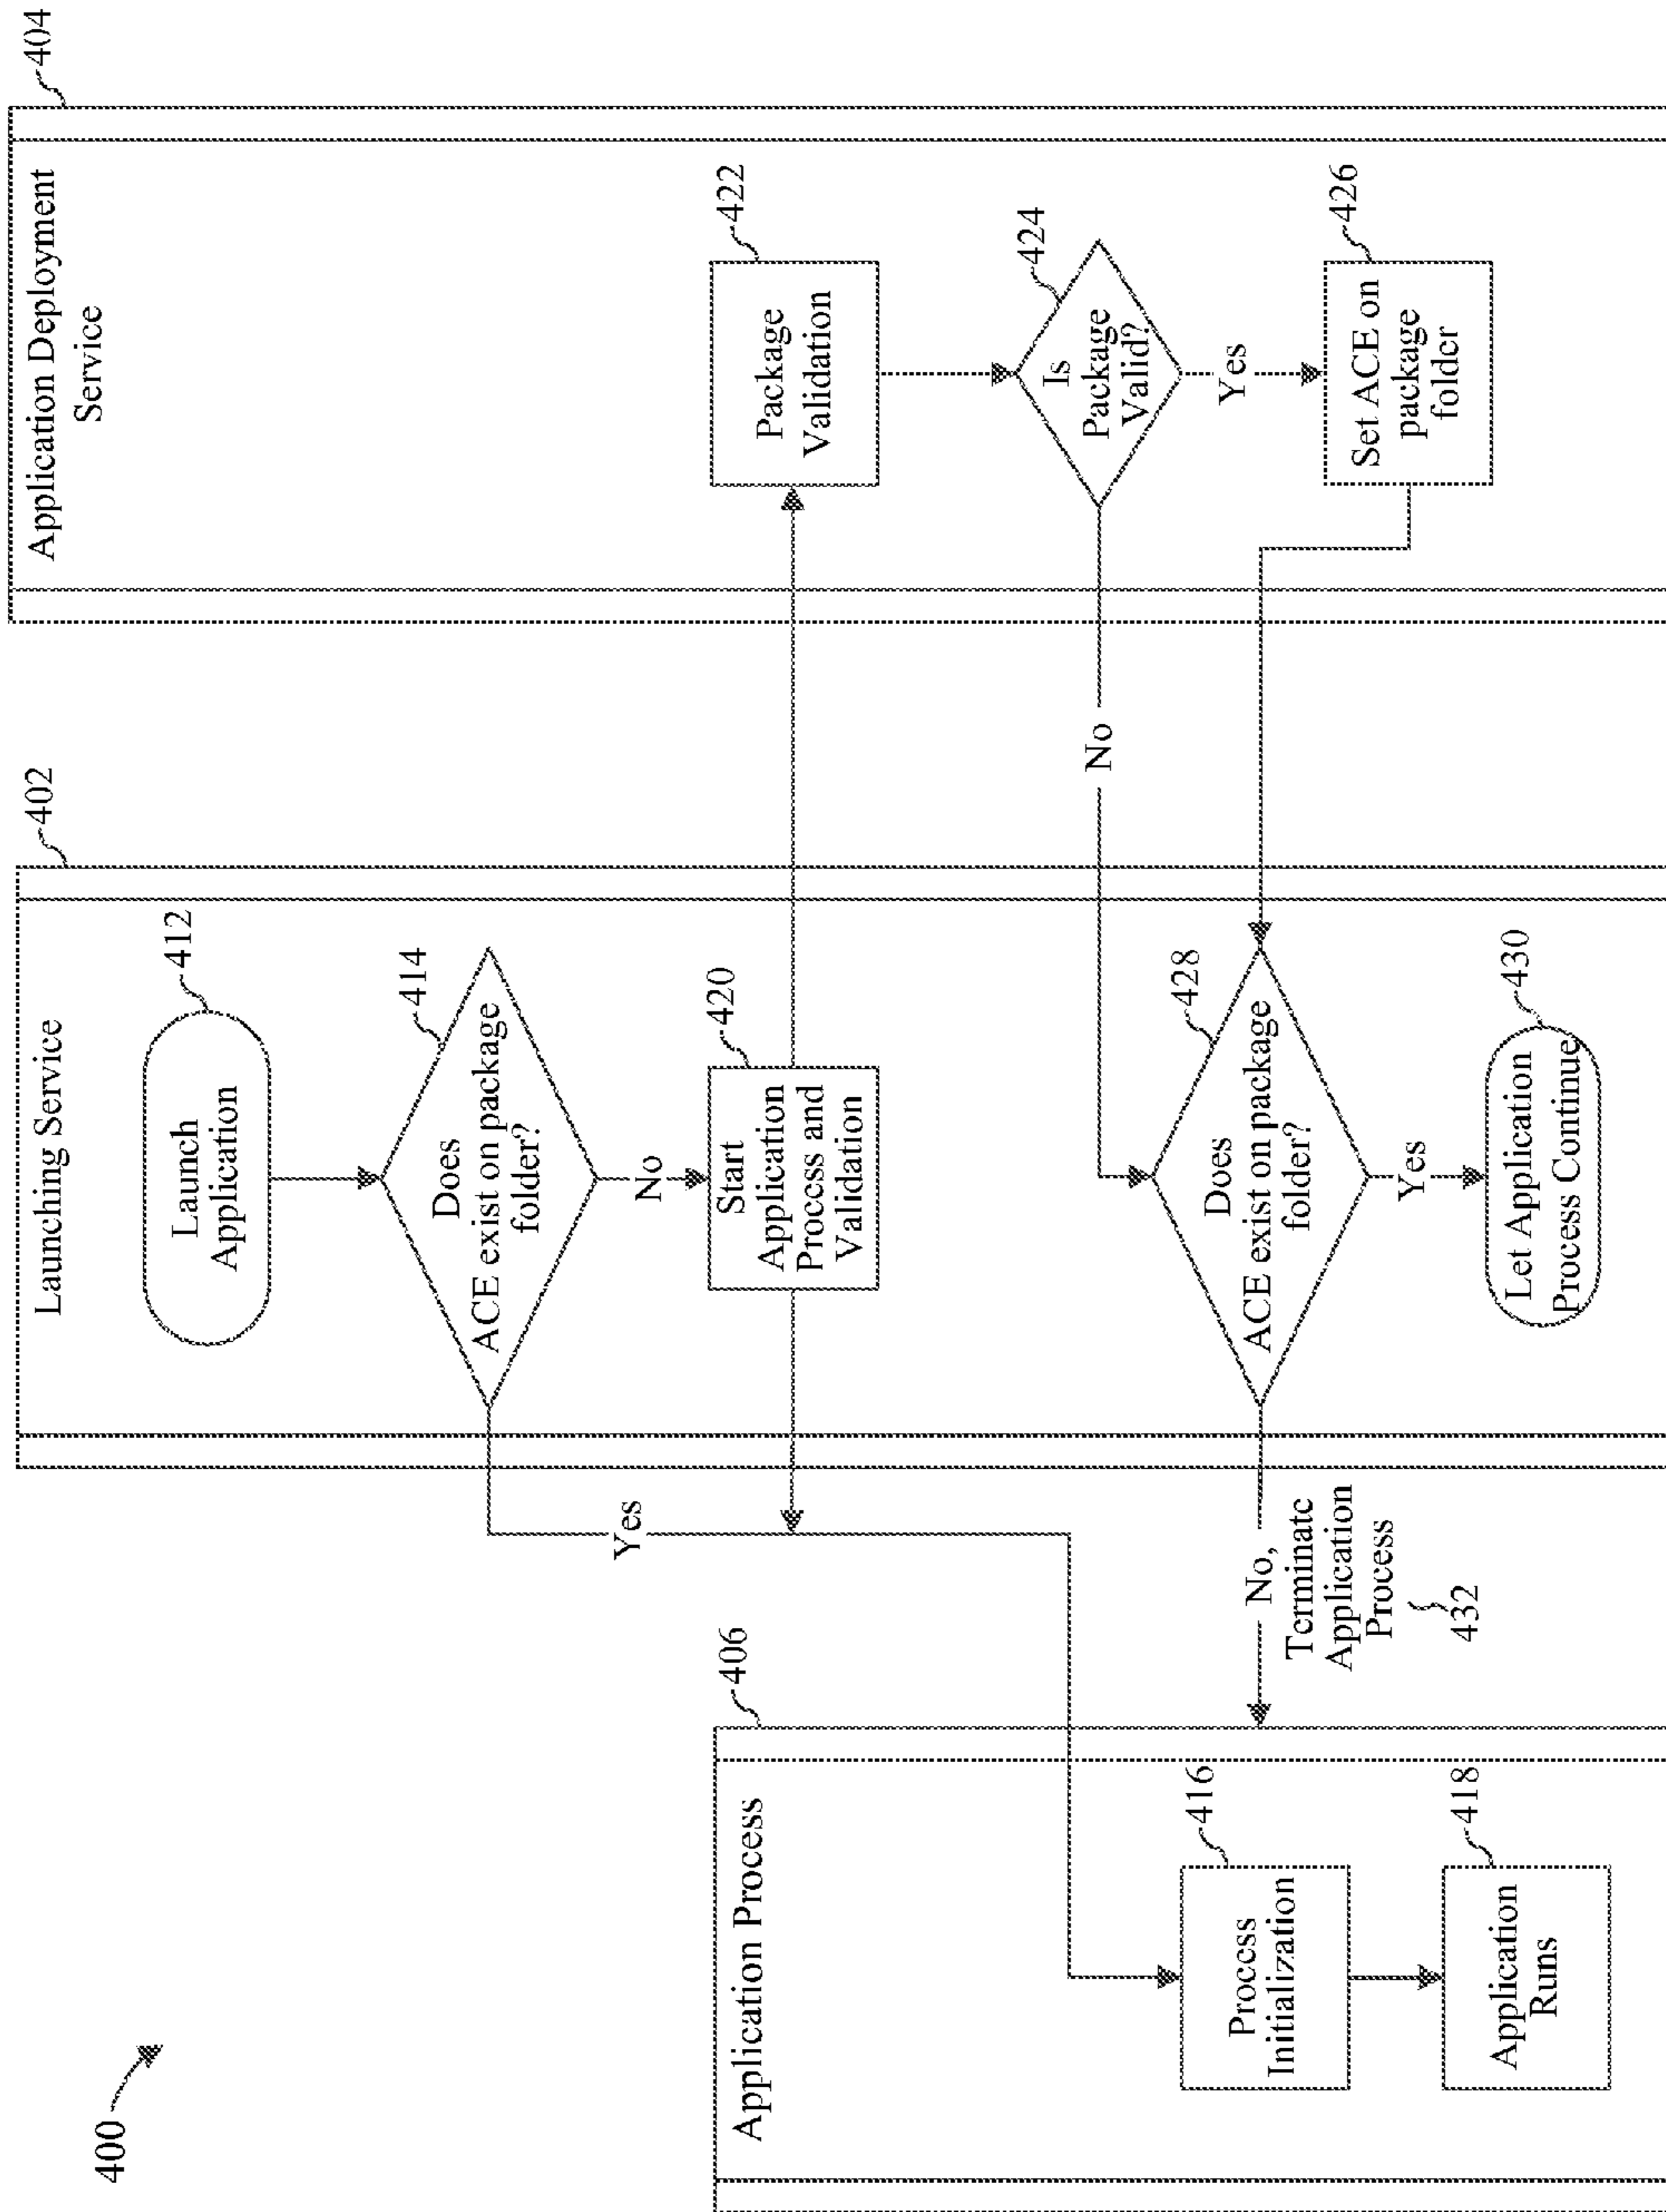 400
Application Process
406
Process
Initialization
416
Application
Runs
418
Launching Service
402
Launch
Application
412
Does
ACE exist on package
folder?
414
Yes
No
Start
Application
Process and
Validation
420
Does
ACE exist on package
folder?
428
No,
Terminate
Application
Process
432
Yes
Let Application
Process Continue
430
Application Deployment
Service
404
Package
Validation
422
Is
Package
Valid?
424
No
Yes
Set ACE on
package
folder
426